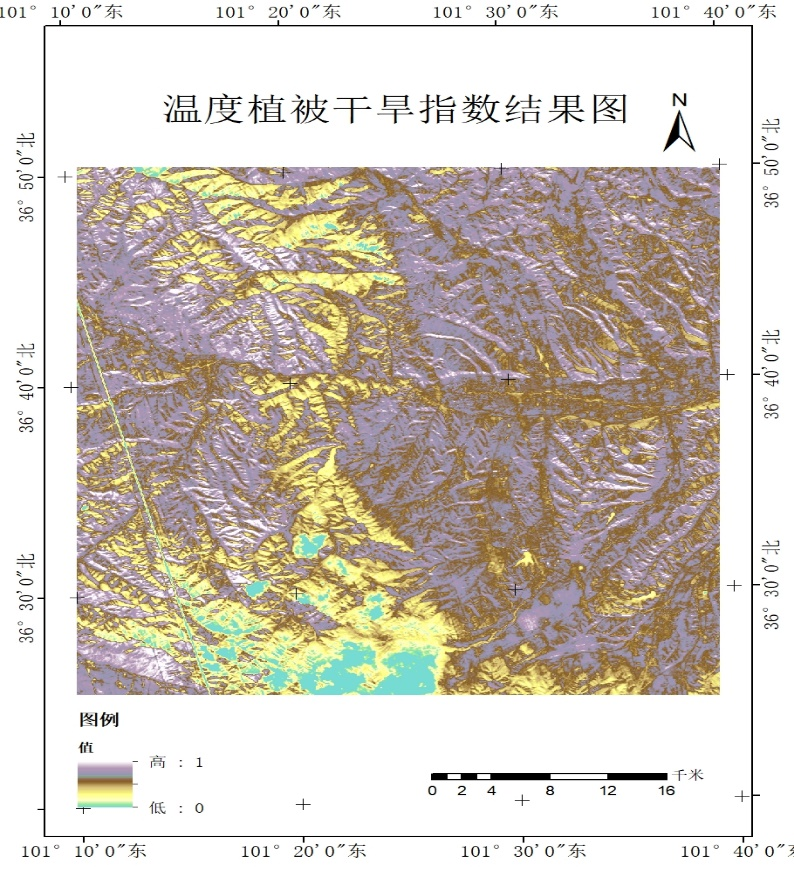 101° 10'0"东 101° 20'0"东 101° 30'0"东 101° 40'0"东
温度植被干旱指数结果图
N
36° 50'0"北 36° 50'0"北
36° 40'0"北 36° 40'0"北
36° 30'0"北 36° 30'0"北
图例
值
高 : 1
低 : 0
0 2 4 8 12 16 千米
101° 10'0"东 101° 20'0"东 101° 30'0"东 101° 40'0"东